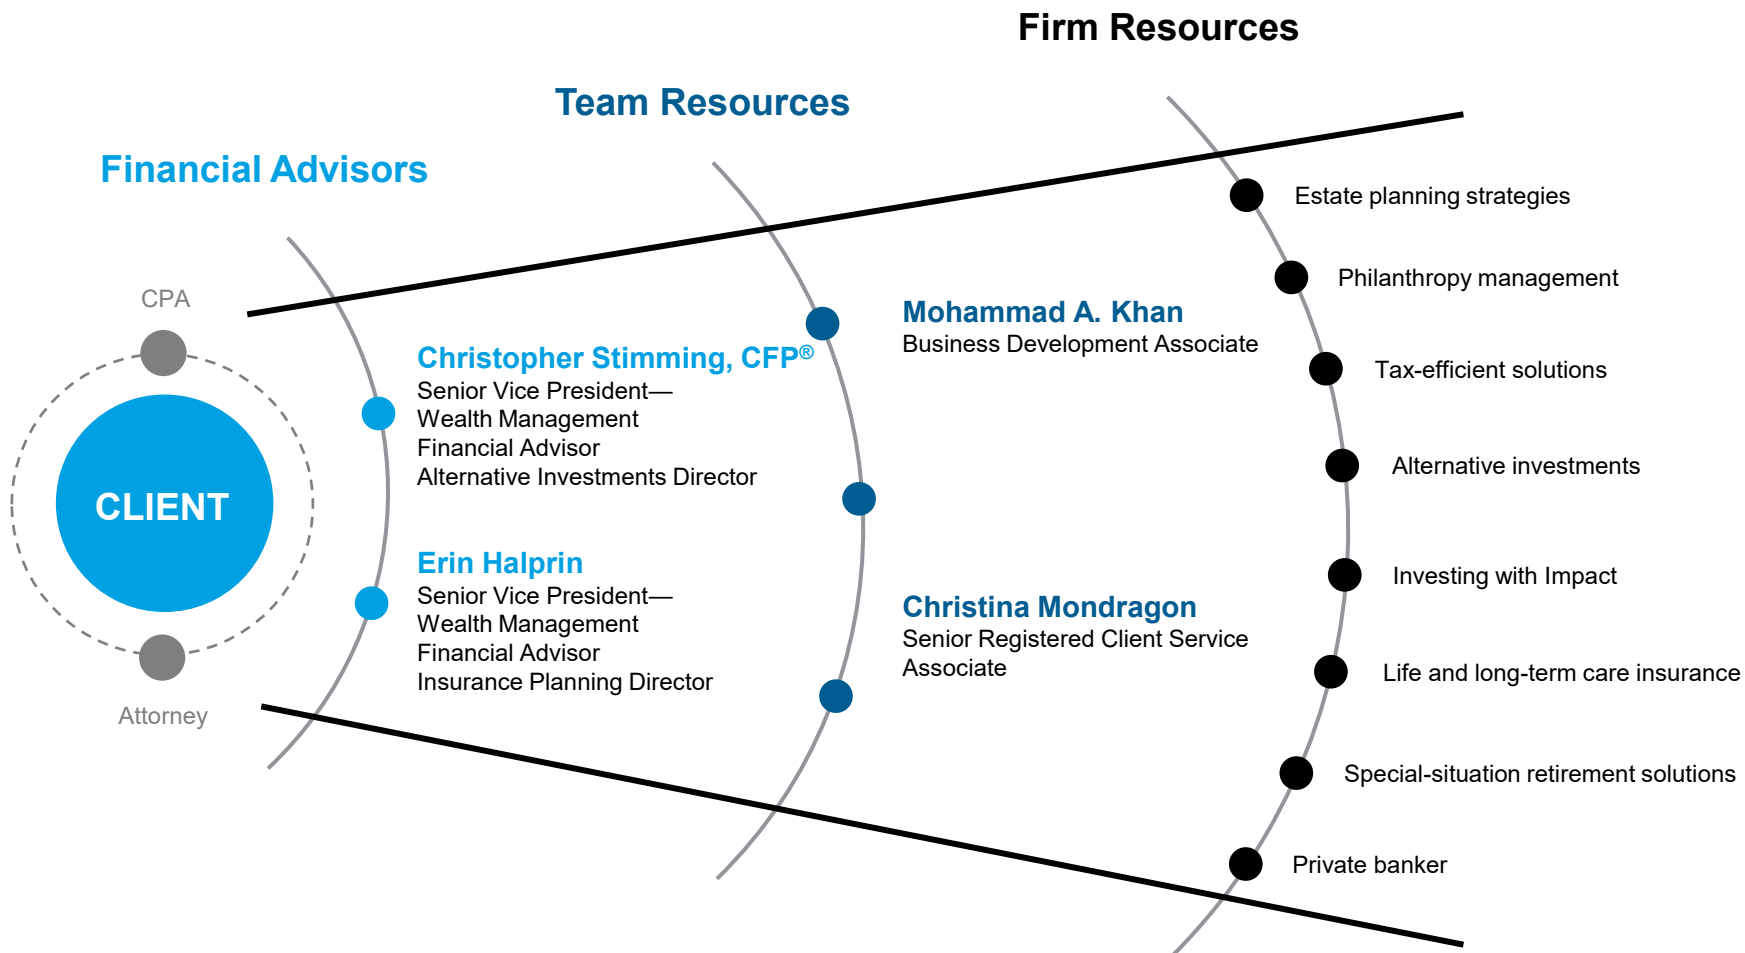 Firm Resources
Team Resources
Financial Advisors
CPA
CLIENT
Attorney
Christopher Stimming, CFP®
Senior Vice President—
Wealth Management
Financial Advisor
Alternative Investments Director
Erin Halprin
Senior Vice President—
Wealth Management
Financial Advisor
Insurance Planning Director
Mohammad A. Khan
Business Development Associate
Christina Mondragon
Senior Registered Client Service
Associate
Estate planning strategies
Philanthropy management
Tax-efficient solutions
Alternative investments
Investing with Impact
Life and long-term care insurance
Special-situation retirement solutions
Private banker